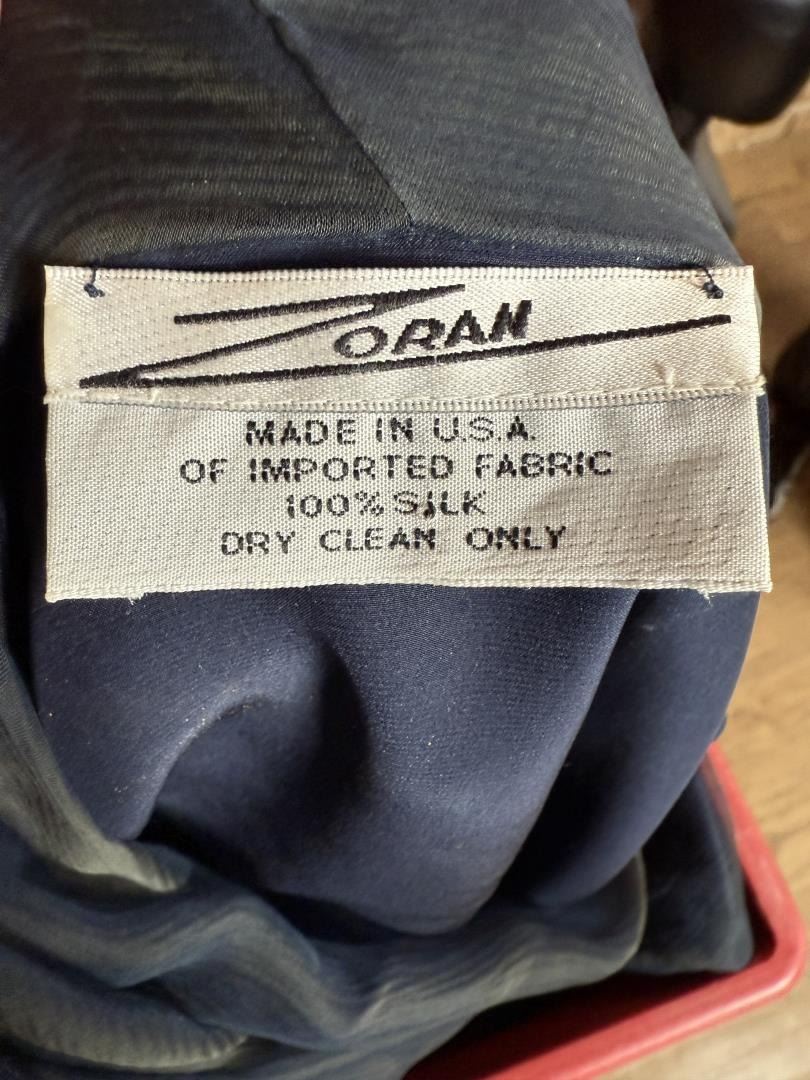 ZORAN
MADE IN U.S.A.
OF IMPORTED FABRIC
100% SILK
DRY CLEAN ONLY